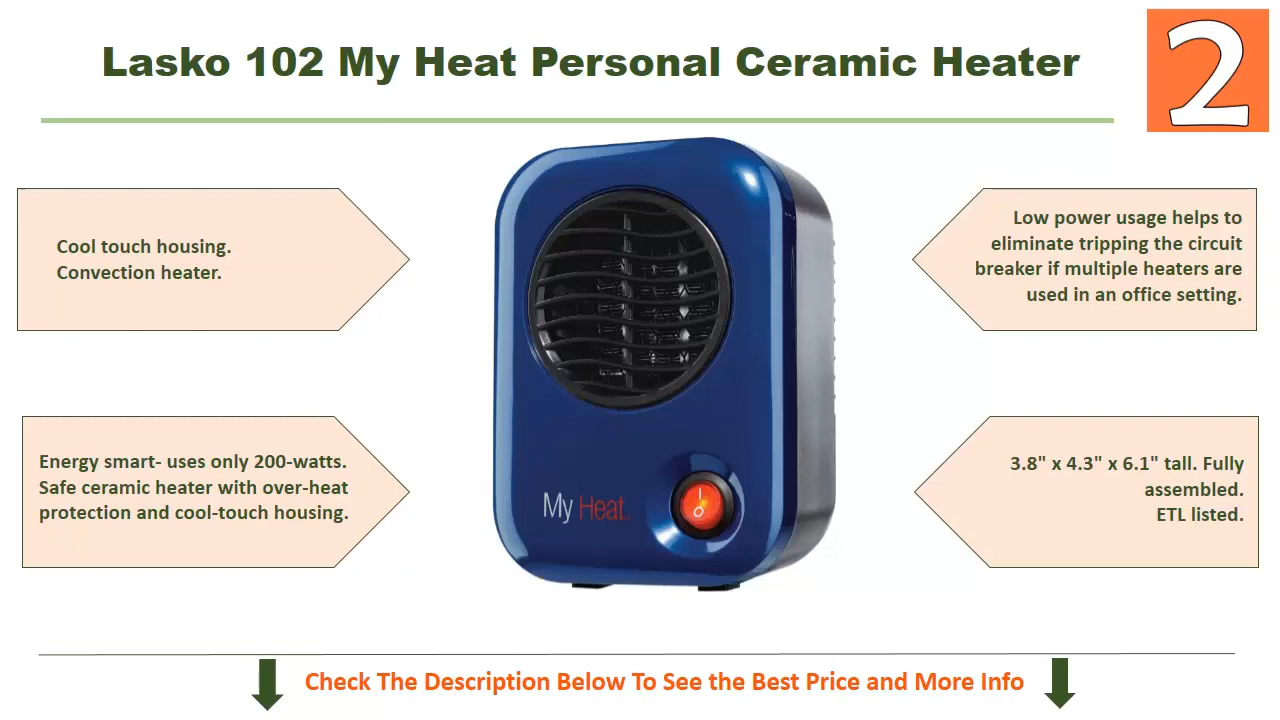 Lasko 102 My Heat Personal Ceramic Heater
2
Cool touch housing.
Convection heater.
Low power usage helps to
eliminate tripping the circuit
breaker if multiple heaters are
used in an office setting.
Energy smart- uses only 200-watts.
Safe ceramic heater with over-heat
protection and cool-touch housing.
3.8" x 4.3" x 6.1" tall. Fully
assembled.
ETL listed.
My Heat
Check The Description Below To See the Best Price and More Info